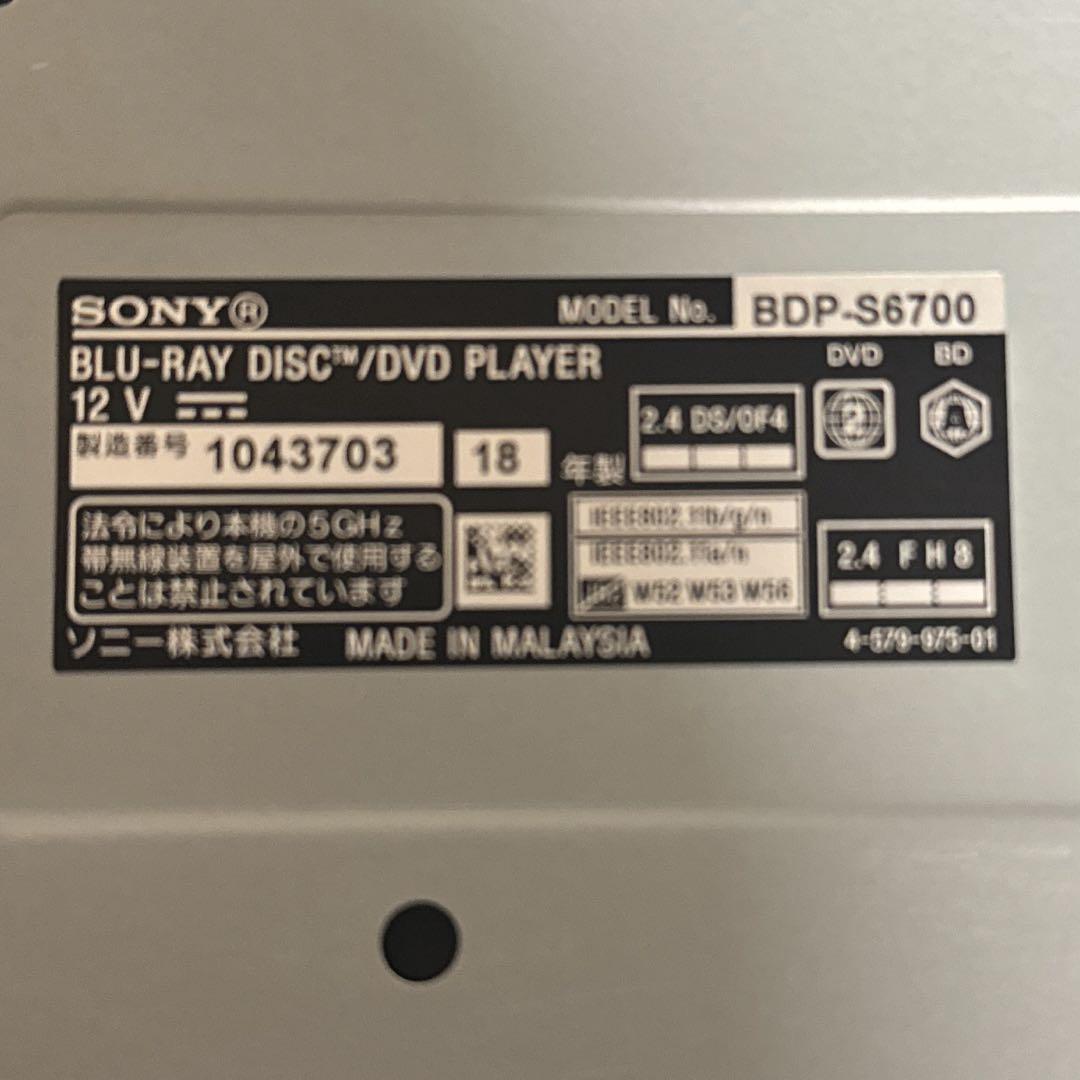 SONY®
MODEL No. BDP-S6700
BLU-RAY DISC™/DVD PLAYER
DVD BD
12 V
2
A
2.4 DS/OF4
製造番号 1043703 18 年製
法令により本機の5GHz
帯無線装置を屋外で使用する
ことは禁止されています
IEEE802.11b/g/n
IEEE802.11a/n
W52 W53 W56
2.4 FH8
ソニー株式会社 MADE IN MALAYSIA 4-579-975-01